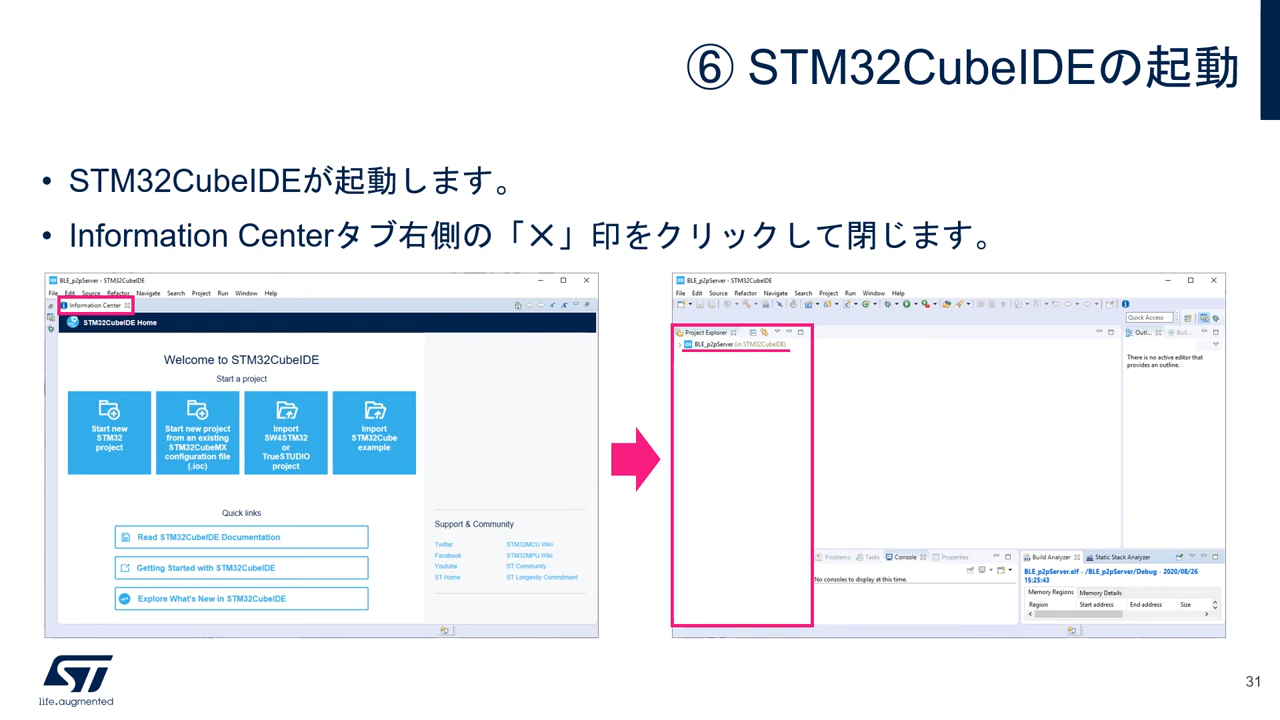 ⑥ STM32CubeIDEの起動
• STM32CubeIDEが起動します。
• Information Centerタブ右側の「×」印をクリックして閉じます。
BLE_p2pServer - STM32CubeIDE
File Edit Source Refactor Navigate Search Project Run Window Help
Information Center
STM32CubeIDE Home
Welcome to STM32CubeIDE
Start a project
Start new
STM32
project
Start new project
from an existing
STM32CubeMX
configuration file
(.ioc)
Import
SW4STM32
or
TrueSTUDIO
project
Import
STM32Cube
example
Quick links
Read STM32CubeIDE Documentation
Getting Started with STM32CubeIDE
Explore What's New in STM32CubeIDE
Support & Community
Twitter STM32MCU Wiki
Facebook STM32MPU Wiki
Youtube ST Community
ST Home ST Longevity Commitment
BLE_p2pServer - STM32CubeIDE
File Edit Source Refactor Navigate Search Project Run Window Help
Quick Access
Project Explorer
BLE_p2pServer (in STM32CubeIDE)
Outl... Buil...
There is no active editor that
provides an outline.
Problems Tasks Console Properties
No consoles to display at this time.
Build Analyzer Static Stack Analyzer
BLE_p2pServer.elf - /BLE_p2pServer/Debug - 2020/08/26
15:25:43
Memory Regions Memory Details
Region Start address End address Size
ST
life.augmented
31